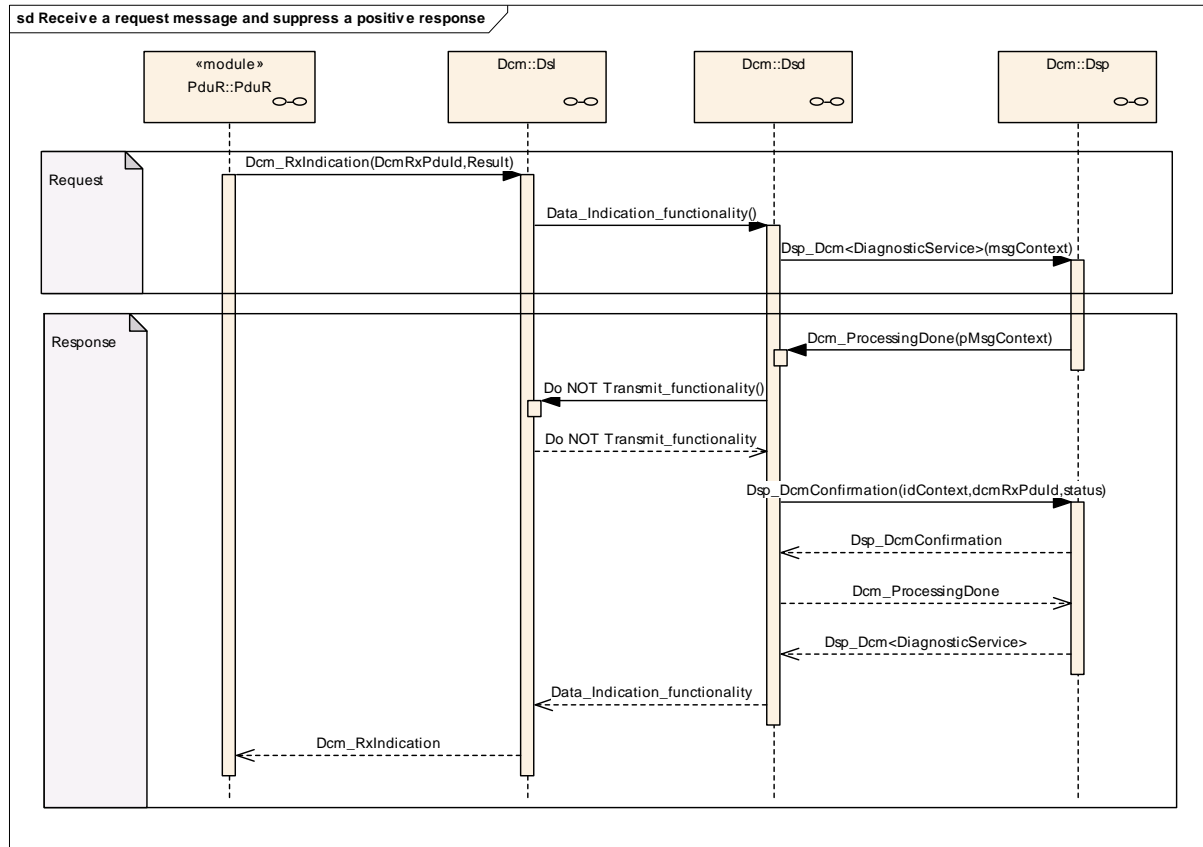 sd Receive a request message and suppress a positive response
«module»
PduR::PduR
Dcm::Dsl
Dcm::Dsd
Dcm::Dsp
Request
Dcm_RxIndication(DcmRxPduId,Result)
Data_Indication_functionality()
Dsp_Dcm<DiagnosticService>(msgContext)
Response
Dcm_ProcessingDone(pMsgContext)
Do NOT Transmit_functionality()
Do NOT Transmit_functionality
Dsp_DcmConfirmation(idContext,dcmRxPduId,status)
Dsp_DcmConfirmation
Dcm_ProcessingDone
Dsp_Dcm<DiagnosticService>
Data_Indication_functionality
Dcm_RxIndication